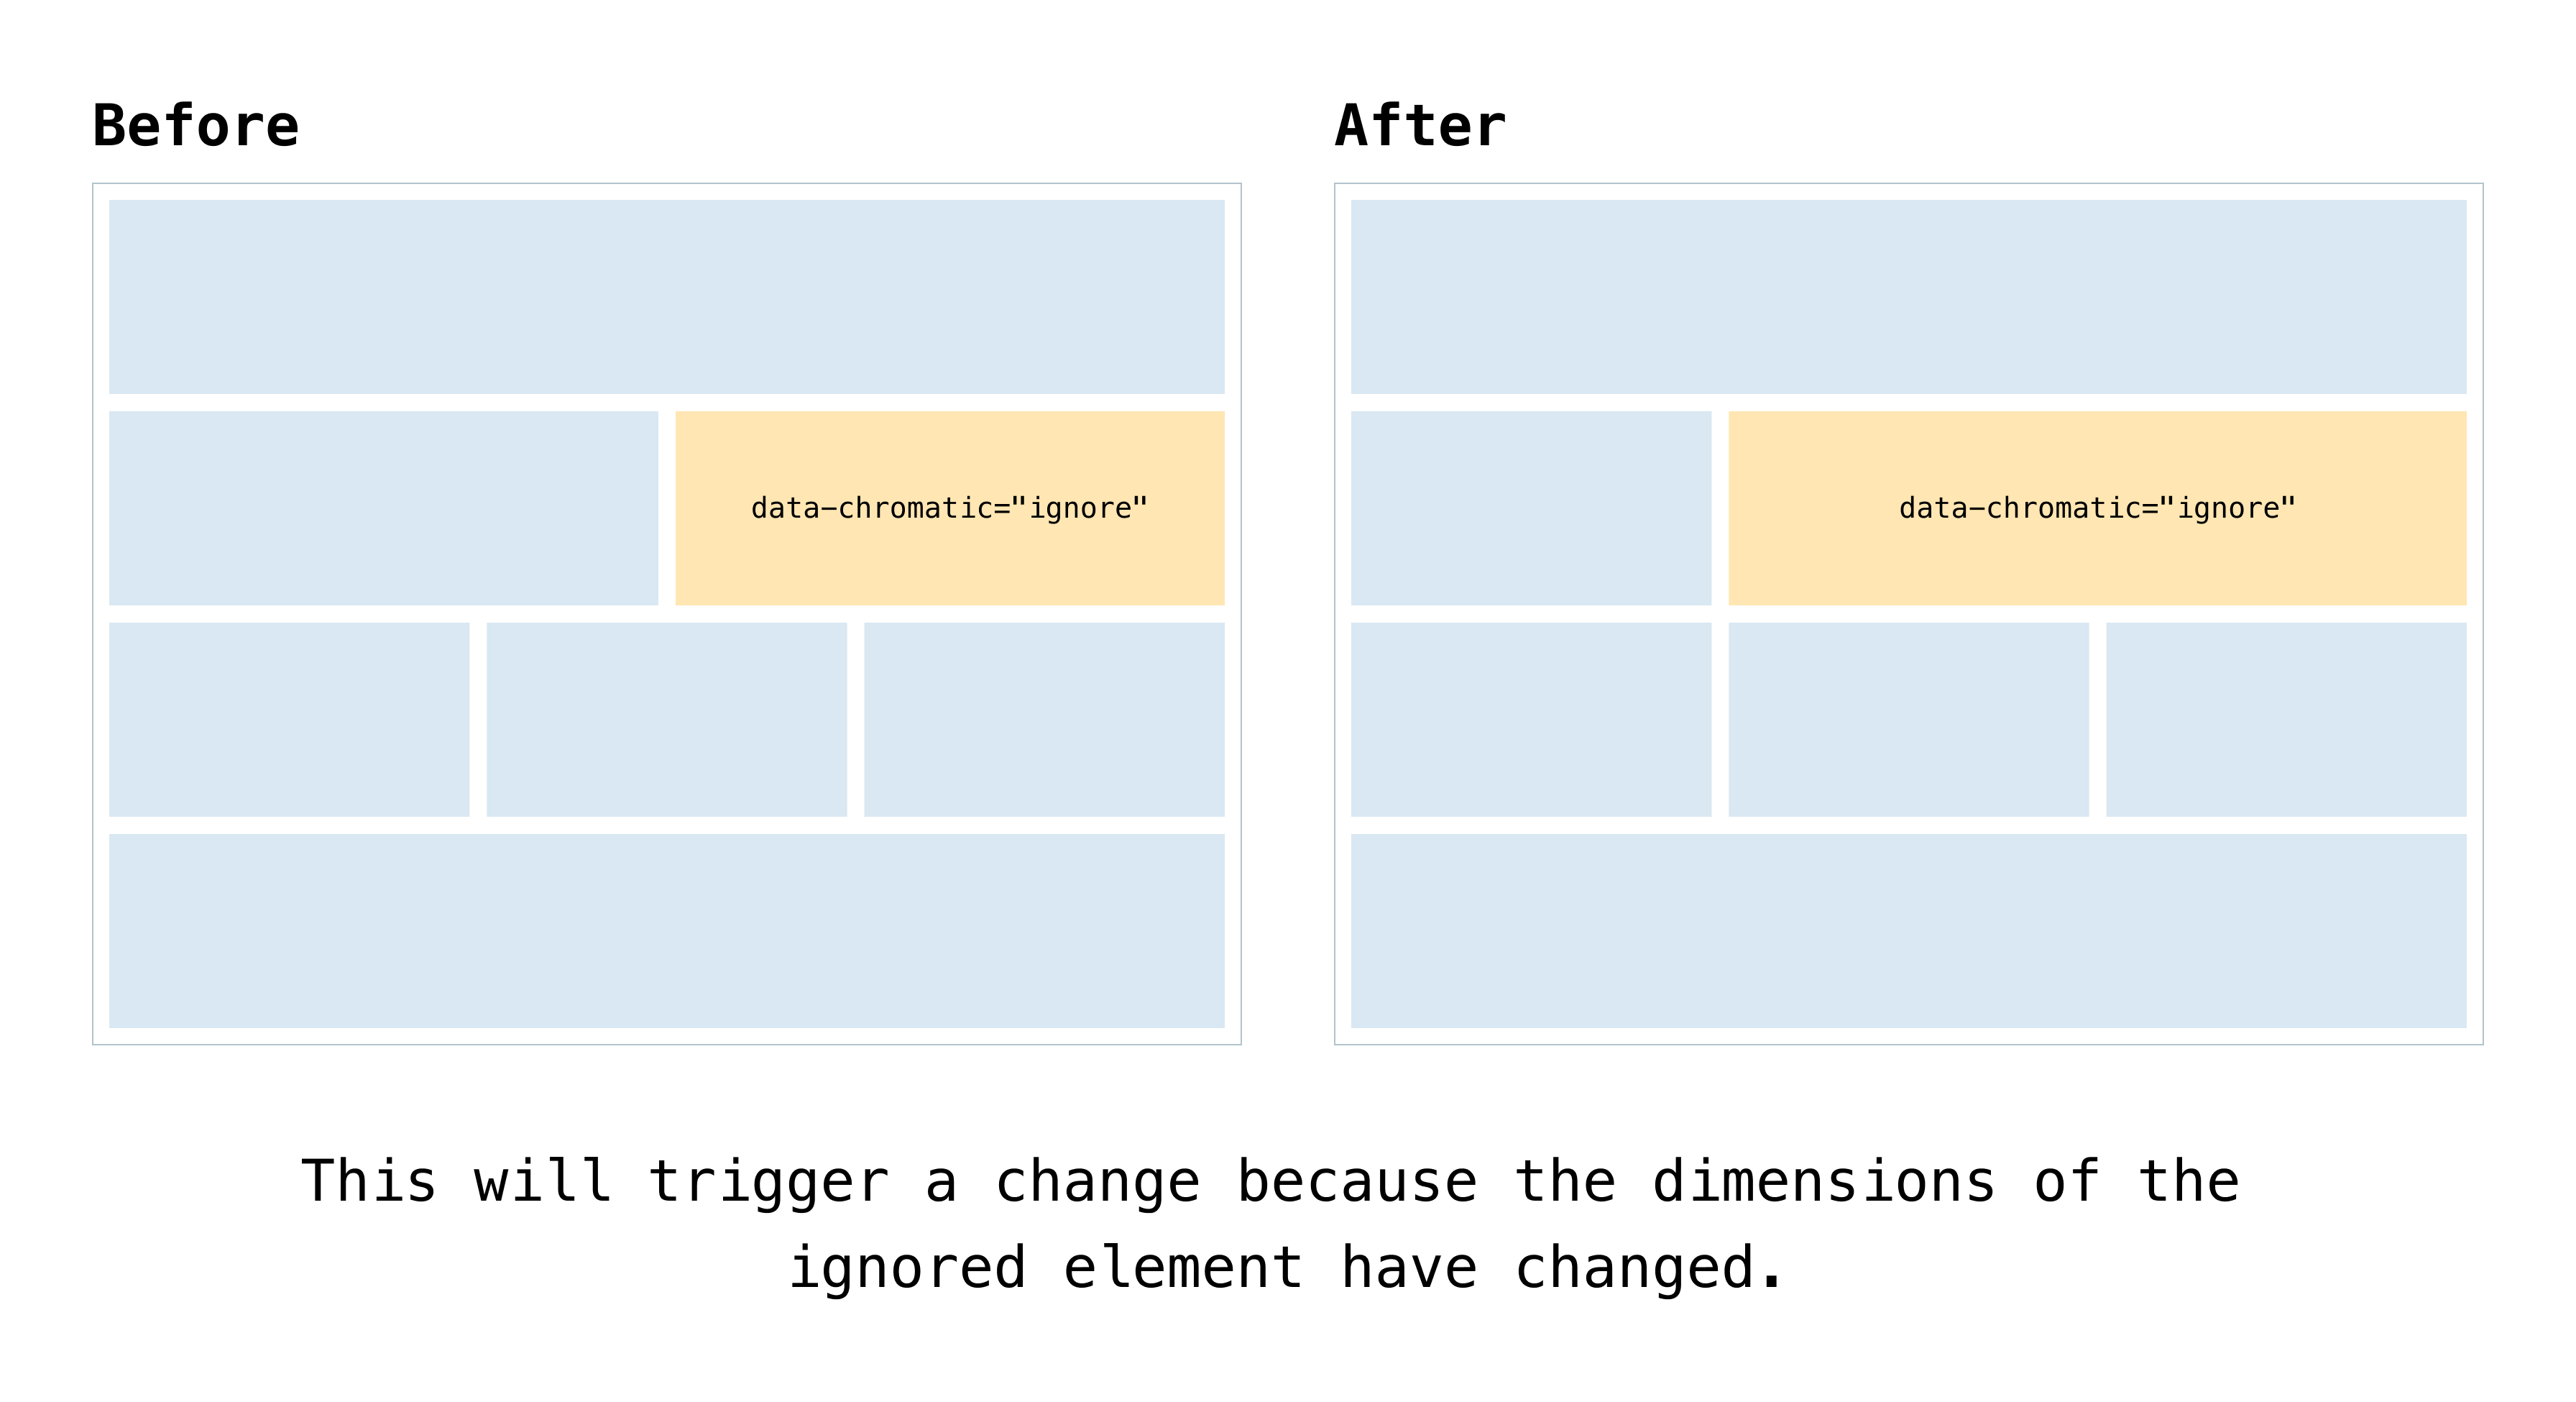 Before
After
data-chromatic="ignore"
data-chromatic="ignore"
This will trigger a change because the dimensions of the
ignored element have changed.